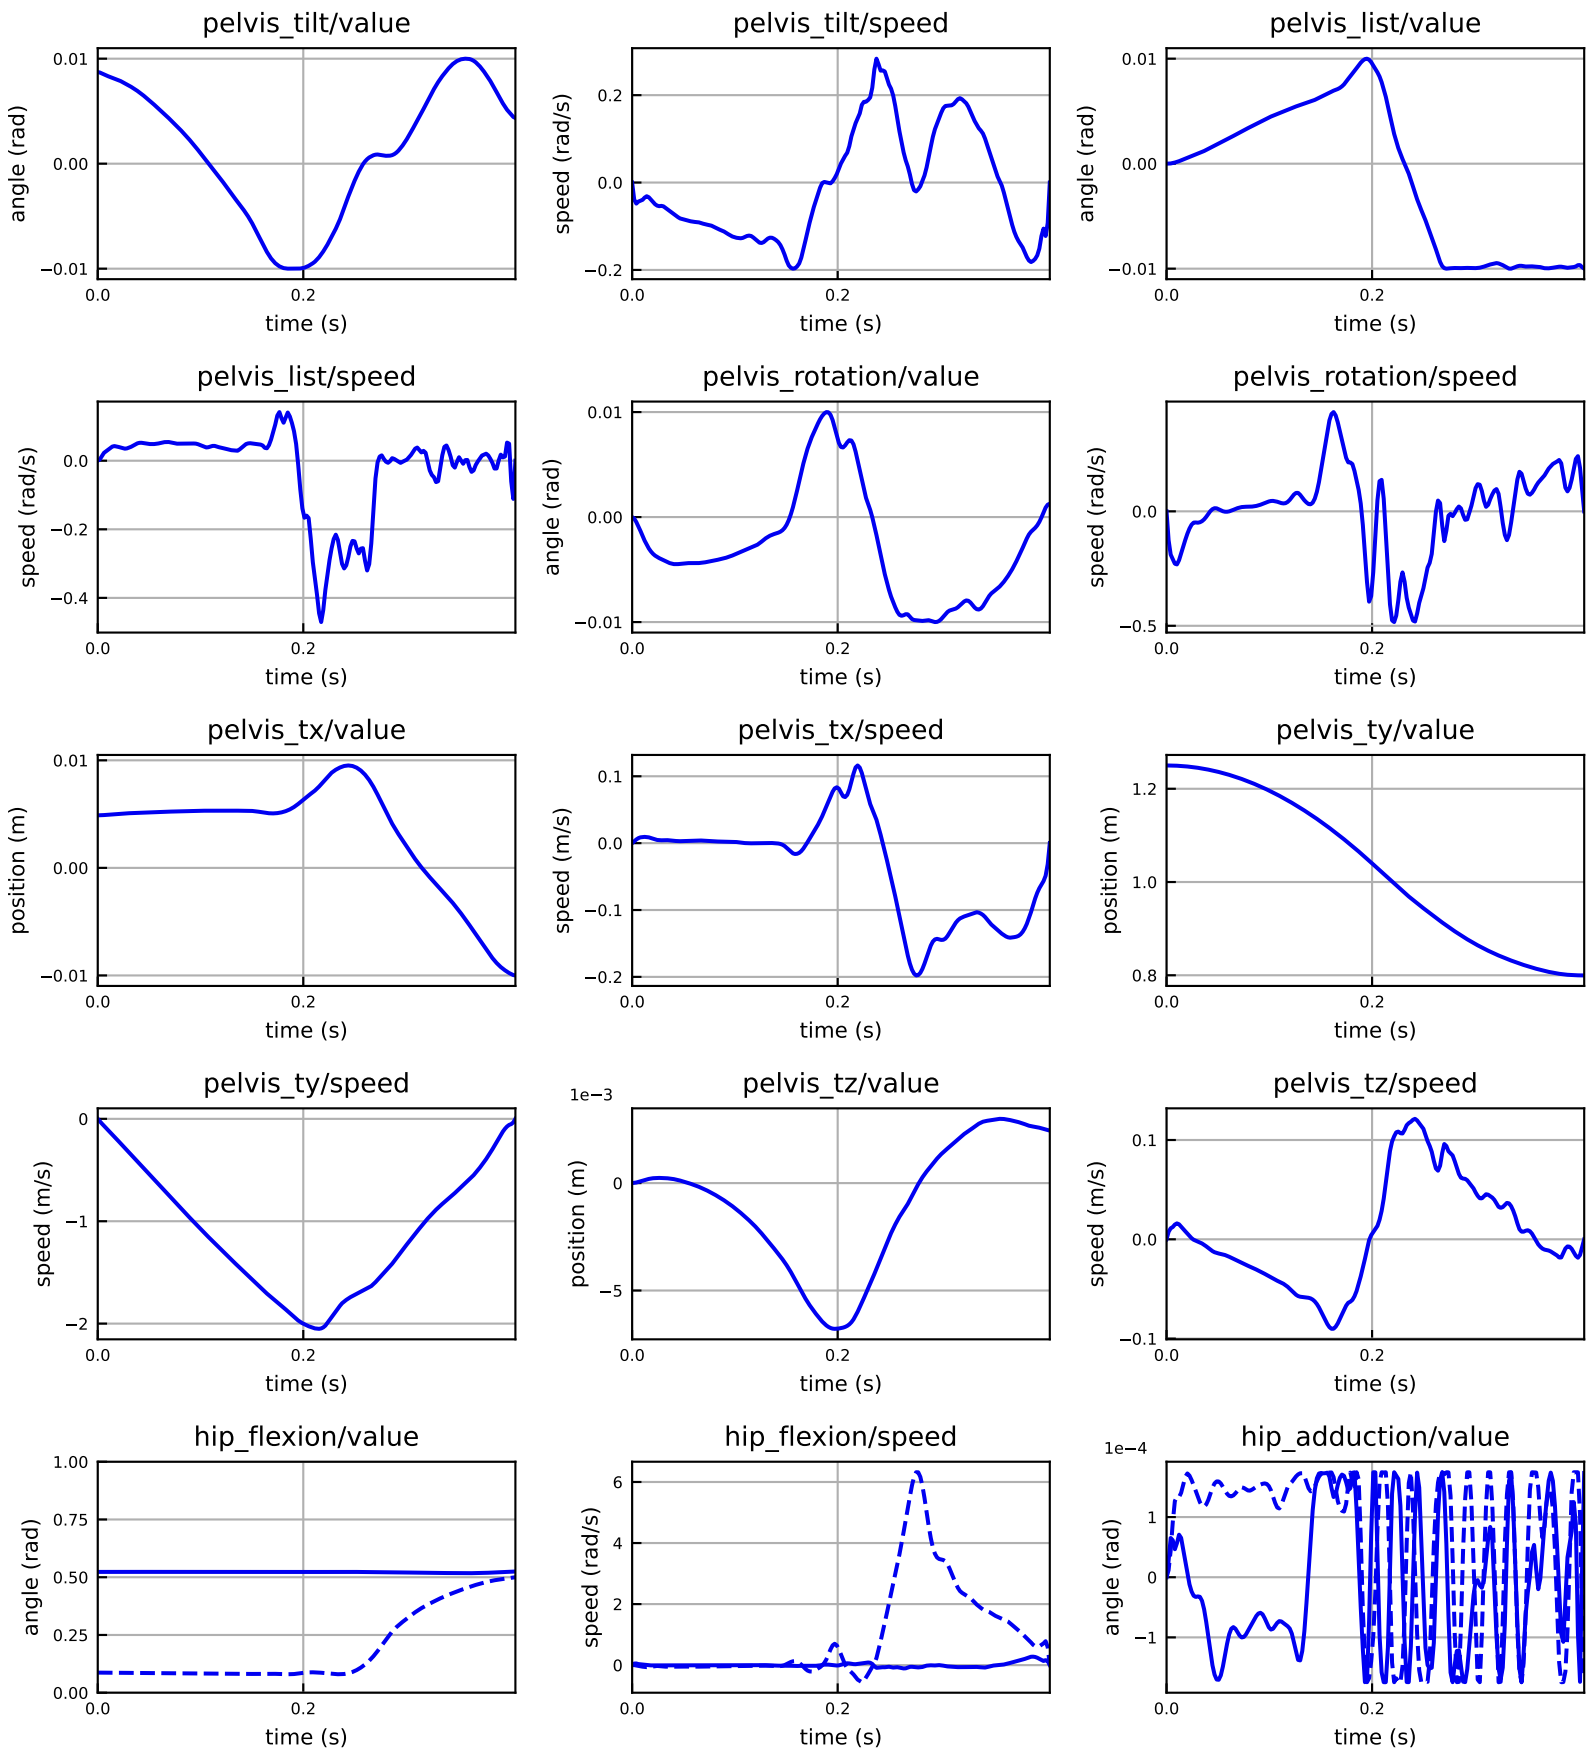 pelvis_tilt/value
angle (rad)
0.01
0.00
−0.01
0.0
0.2
time (s)
pelvis_tilt/speed
speed (rad/s)
0.2
0.0
−0.2
0.0
0.2
time (s)
pelvis_list/value
angle (rad)
0.01
0.00
−0.01
0.0
0.2
time (s)
pelvis_list/speed
speed (rad/s)
0.0
−0.2
−0.4
0.0
0.2
time (s)
pelvis_rotation/value
angle (rad)
0.01
0.00
−0.01
0.0
0.2
time (s)
pelvis_rotation/speed
speed (rad/s)
0.0
−0.5
0.0
0.2
time (s)
pelvis_tx/value
position (m)
0.01
0.00
−0.01
0.0
0.2
time (s)
pelvis_tx/speed
speed (m/s)
0.1
0.0
−0.1
−0.2
0.0
0.2
time (s)
pelvis_ty/value
position (m)
1.2
1.0
0.8
0.0
0.2
time (s)
pelvis_ty/speed
speed (m/s)
0
−1
−2
0.0
0.2
time (s)
pelvis_tz/value
1e−3
position (m)
0
−5
0.0
0.2
time (s)
pelvis_tz/speed
speed (m/s)
0.1
0.0
−0.1
0.0
0.2
time (s)
hip_flexion/value
angle (rad)
1.00
0.75
0.50
0.25
0.00
0.0
0.2
time (s)
hip_flexion/speed
speed (rad/s)
6
4
2
0
0.0
0.2
time (s)
hip_adduction/value
1e−4
angle (rad)
1
0
−1
0.0
0.2
time (s)